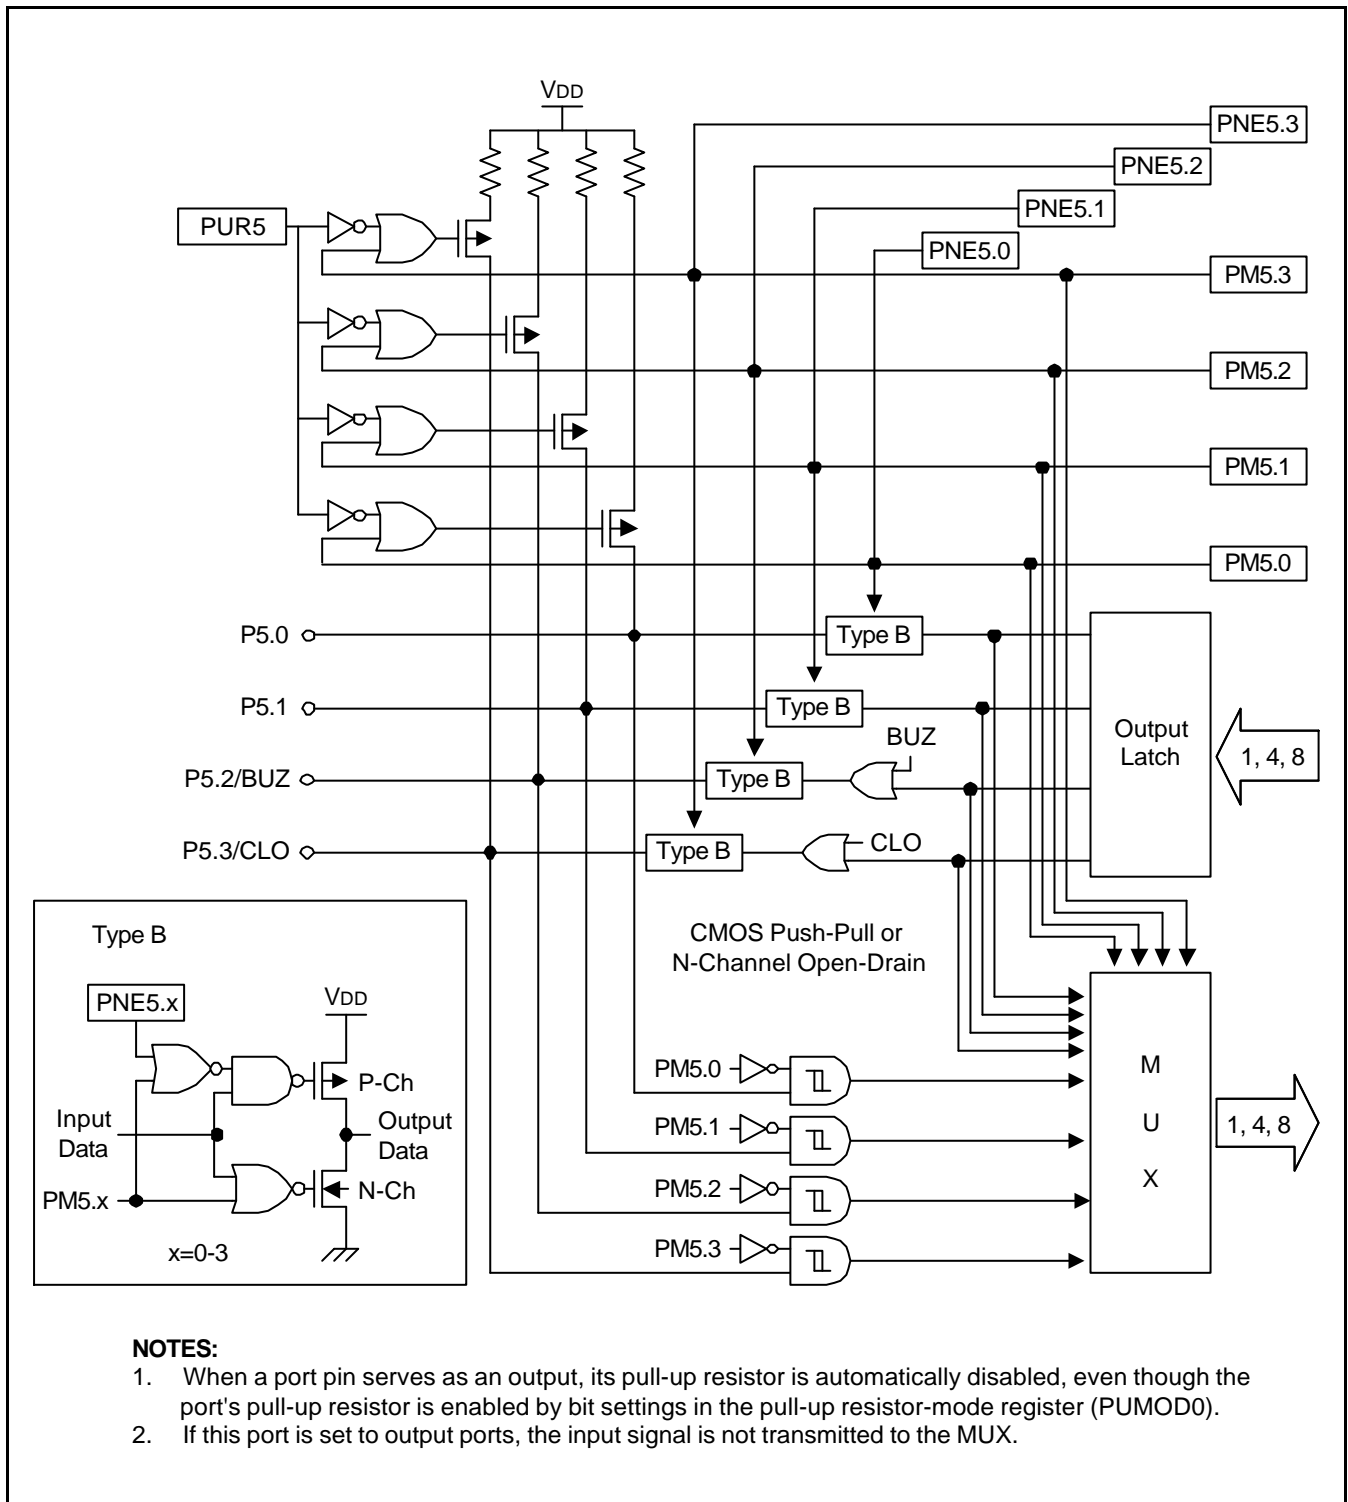 VDD
PNE5.3
PNE5.2
PNE5.1
PUR5
PNE5.0
PM5.3
PM5.2
PM5.1
PM5.0
P5.0
Type B
P5.1
Type B
Output
Latch
BUZ
1, 4, 8
P5.2/BUZ
Type B
P5.3/CLO
Type B
CLO
Type B
CMOS Push-Pull or
N-Channel Open-Drain
PNE5.x
VDD
P-Ch
Input
Data
Output
Data
PM5.x
N-Ch
x=0-3
PM5.0
PM5.1
PM5.2
PM5.3
M
U
X
1, 4, 8
NOTES:
1. When a port pin serves as an output, its pull-up resistor is automatically disabled, even though the
port's pull-up resistor is enabled by bit settings in the pull-up resistor-mode register (PUMOD0).
2. If this port is set to output ports, the input signal is not transmitted to the MUX.